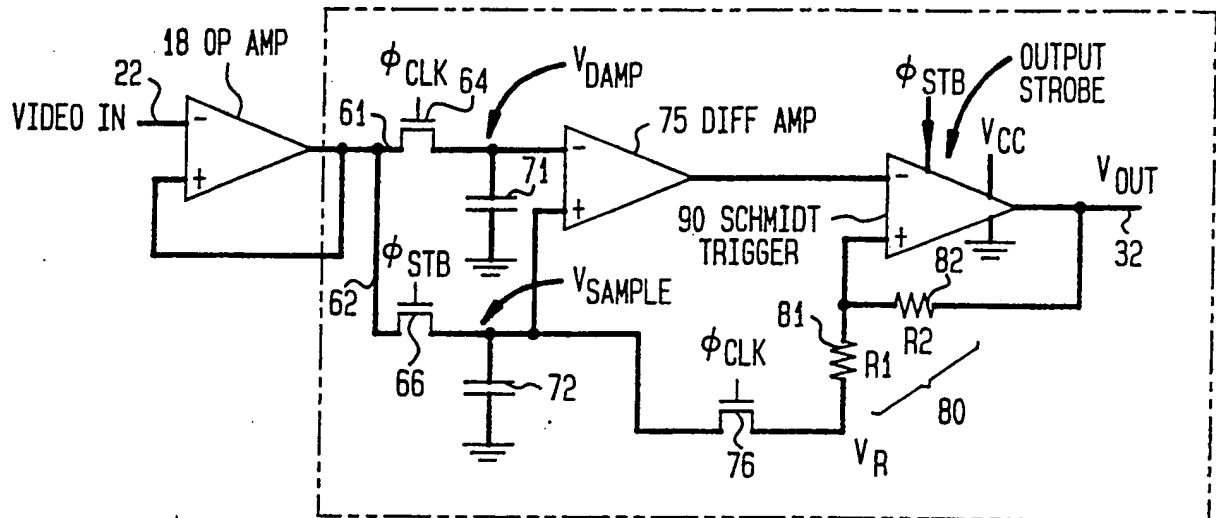 18 OP AMP
22
VIDEO IN
-
+
ϕCLK
64
61
VDAMP
71
75 DIFF AMP
-
+
ϕSTB
OUTPUT
STROBE
VCC
-
+
90 SCHMIDT
TRIGGER
VOUT
32
ϕSTB
62
66
VSAMPLE
72
82
R2
81
R1
80
ϕCLK
76
VR